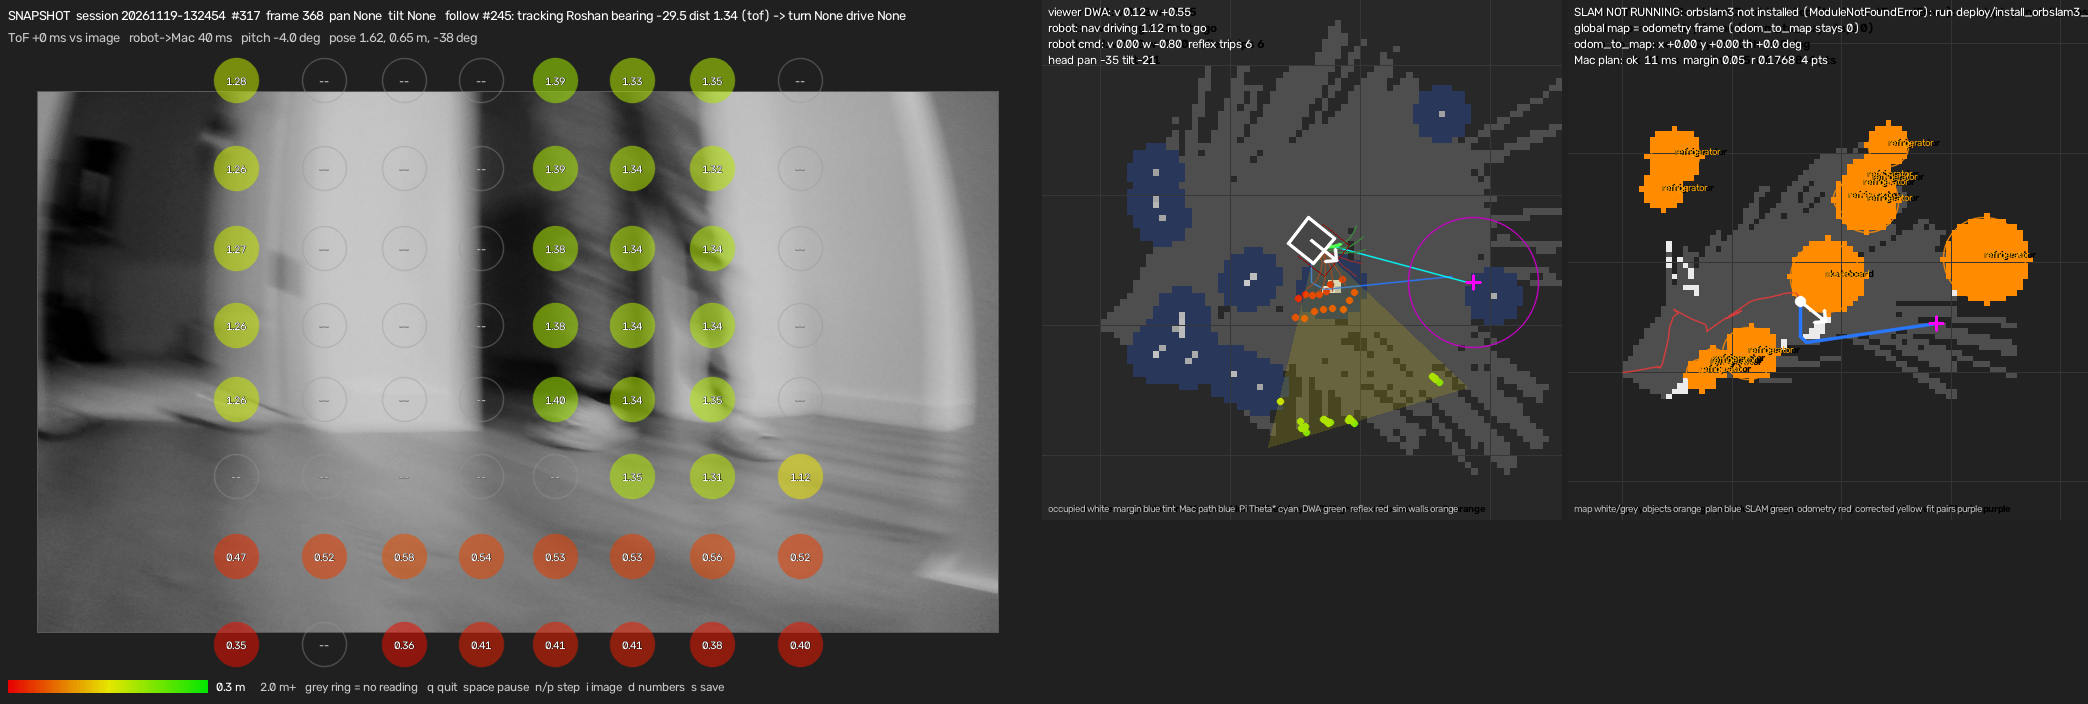 SNAPSHOT session 20261119-132454 #317 frame 368 pan None tilt None follow #245: tracking Roshan bearing -29.5 dist 1.34 (tof) -> turn None drive None
ToF +0 ms vs image robot->Mac 40 ms pitch -4.0 deg pose 1.62, 0.65 m, -38 deg
1.28 -- -- -- 1.39 1.33 1.35 --
1.26 -- -- -- 1.39 1.34 1.32 --
1.27 -- -- -- 1.38 1.34 1.34 --
1.26 -- -- -- 1.38 1.34 1.34 --
1.26 -- -- -- 1.40 1.34 1.35 --
-- -- -- -- -- 1.35 1.31 1.12
0.47 0.52 0.58 0.54 0.53 0.53 0.56 0.52
0.35 -- 0.36 0.41 0.41 0.41 0.38 0.40
0.3 m 2.0 m+ grey ring = no reading q quit space pause n/p step i image d numbers s save
viewer DWA: v 0.12 w +0.55
robot: nav driving 1.12 m to go
robot cmd: v 0.00 w -0.80 reflex trips 6
head pan -35 tilt -21
occupied white margin blue tint Mac path blue Pi Theta* cyan DWA green reflex red sim walls orange
SLAM NOT RUNNING: orbslam3 not installed (ModuleNotFoundError): run deploy/install_orbslam3_
global map = odometry frame (odom_to_map stays 0)
odom_to_map: x +0.00 y +0.00 th +0.0 deg
Mac plan: ok 11 ms margin 0.05 r 0.1768 4 pts
refrigerator
refrigerator
refrigerator
refrigerator
refrigerator
refrigerator
refrigerator
refrigerator
skateboard
refrigerator
refrigerator
refrigerator
map white/grey objects orange plan blue SLAM green odometry red corrected yellow fit pairs purple